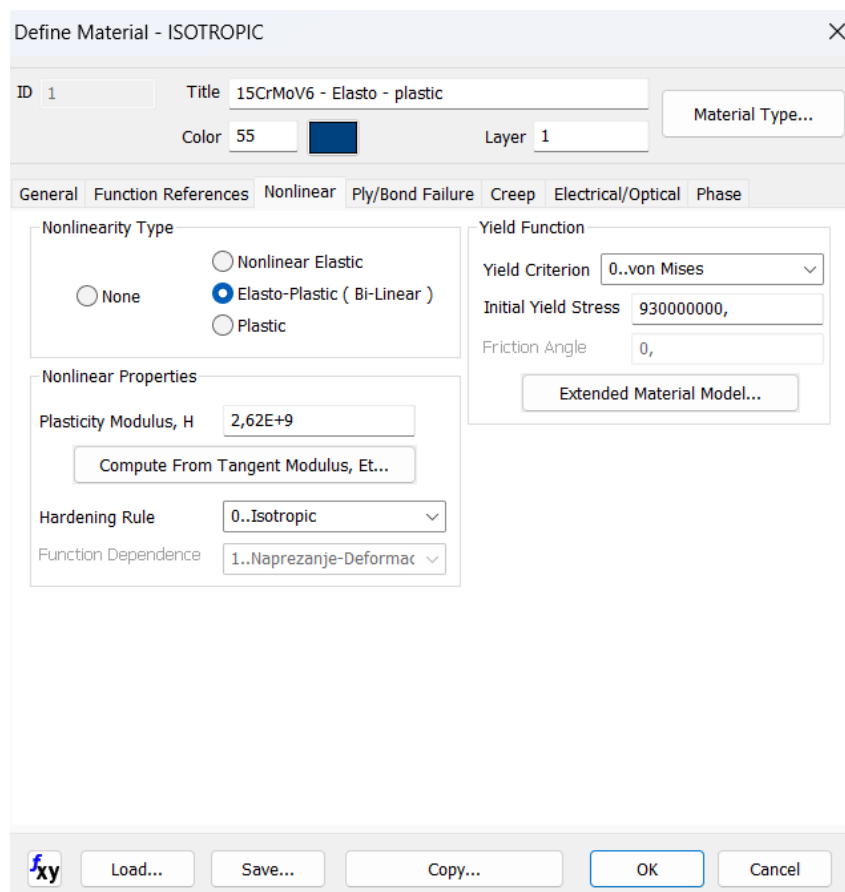 Define Material - ISOTROPIC
ID 1 Title 15CrMoV6 - Elasto - plastic
Material Type...
Color 55 Layer 1
General Function References Nonlinear Ply/Bond Failure Creep Electrical/Optical Phase
Nonlinearity Type
None
Nonlinear Elastic
Elasto-Plastic ( Bi-Linear )
Plastic
Nonlinear Properties
Plasticity Modulus, H 2,62E+9
Compute From Tangent Modulus, Et...
Hardening Rule 0..Isotropic
Function Dependence 1..Naprezanje-Deformac
Yield Function
Yield Criterion 0..von Mises
Initial Yield Stress 930000000,
Friction Angle 0,
Extended Material Model...
fxy Load... Save... Copy... OK Cancel